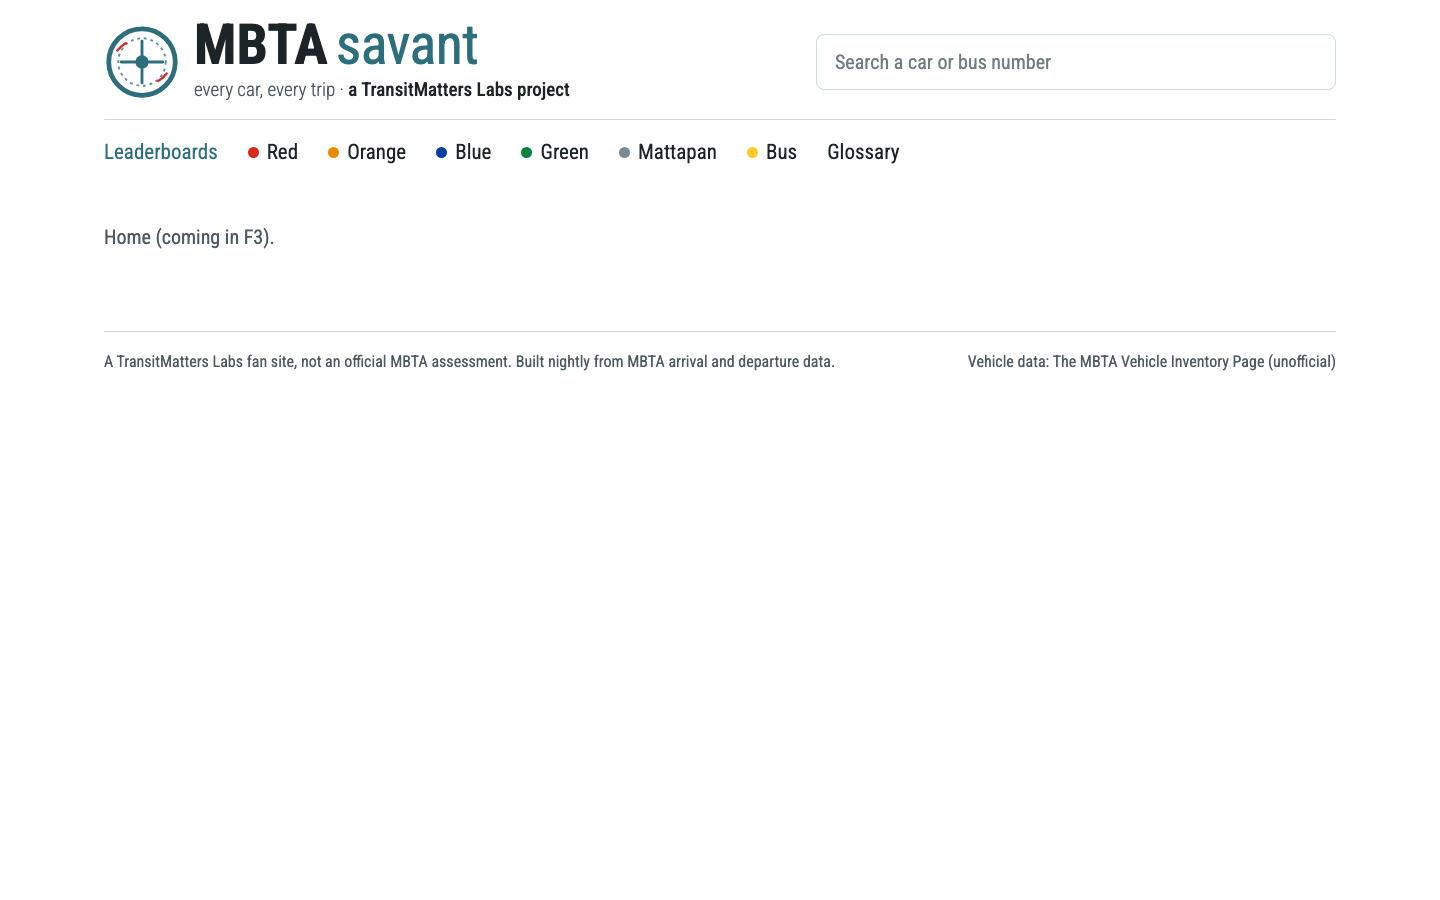 MBTA savant
every car, every trip · a TransitMatters Labs project
Search a car or bus number
Leaderboards Red Orange Blue Green Mattapan Bus Glossary
Home (coming in F3).
A TransitMatters Labs fan site, not an official MBTA assessment. Built nightly from MBTA arrival and departure data.
Vehicle data: The MBTA Vehicle Inventory Page (unofficial)